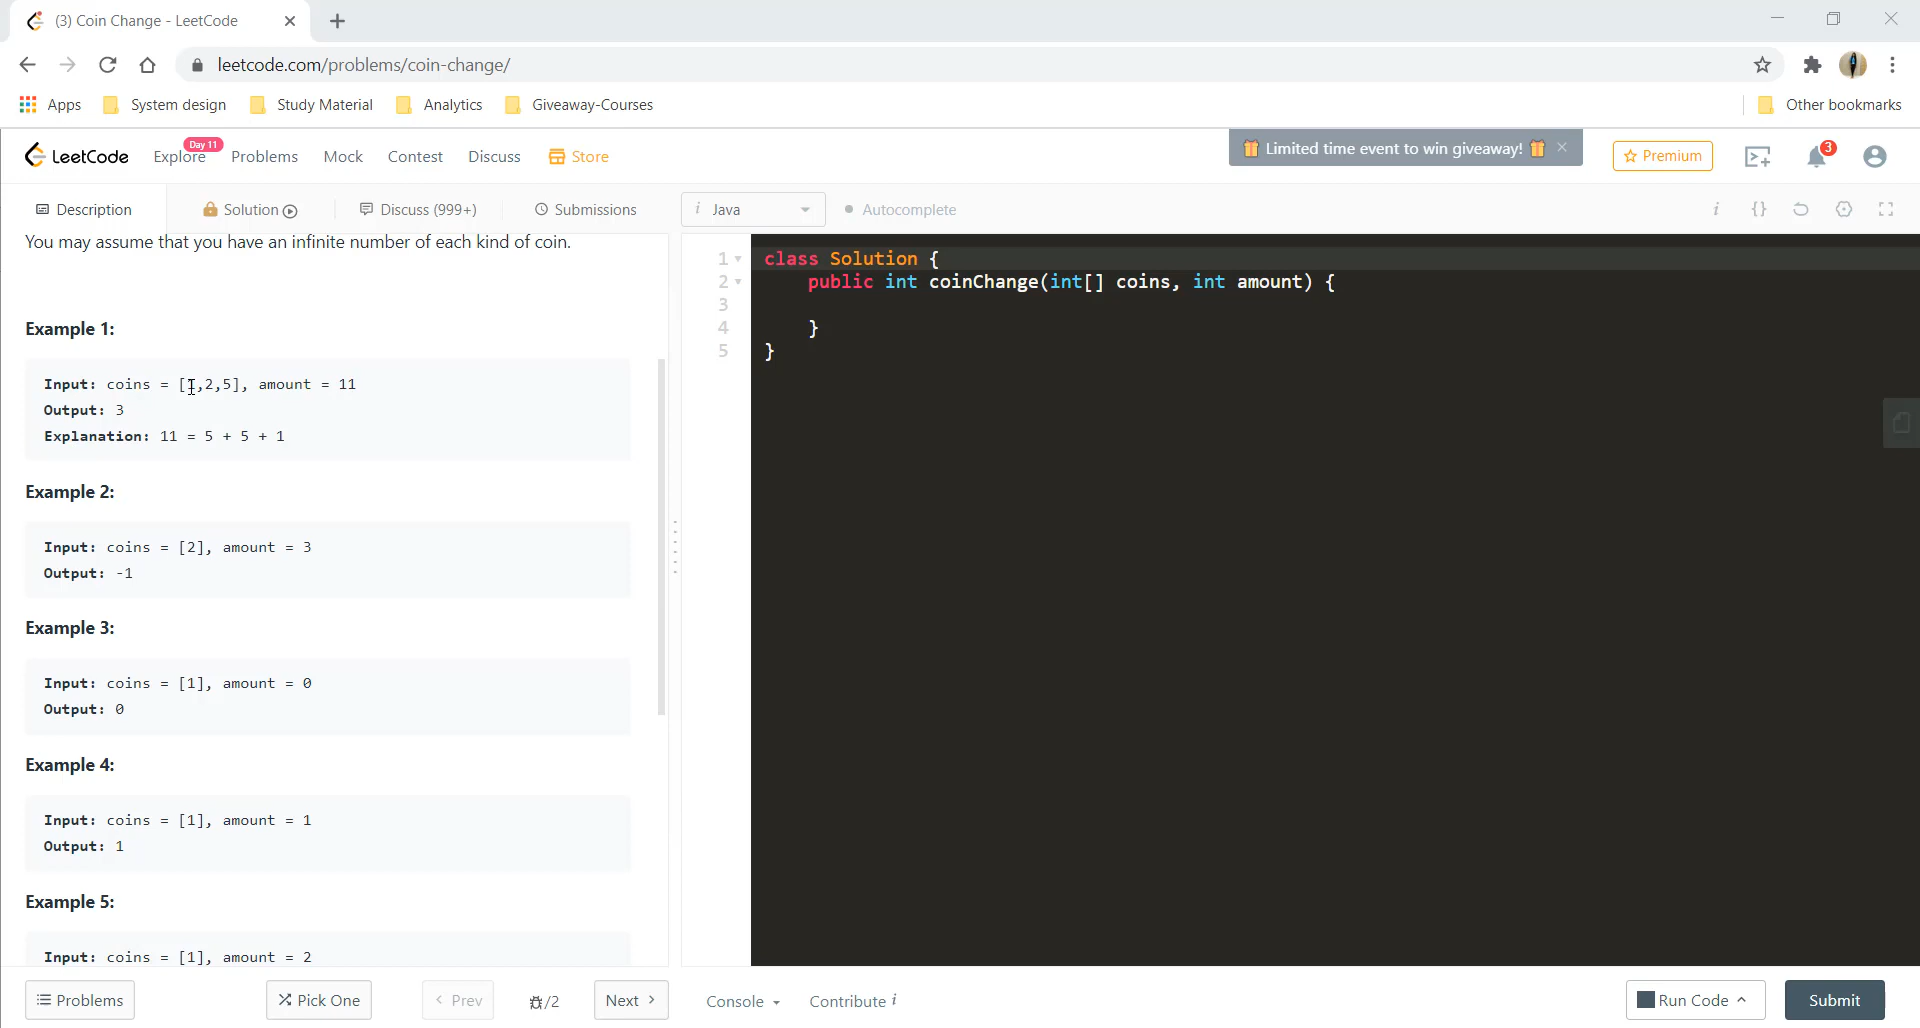 (3) Coin Change - LeetCode
leetcode.com/problems/coin-change/
Apps System design Study Material Analytics Giveaway-Courses Other bookmarks
LeetCode Explore Day 11 Problems Mock Contest Discuss Store Limited time event to win giveaway! Premium 3
Description Solution Discuss (999+) Submissions i Java Autocomplete i {}
You may assume that you have an infinite number of each kind of coin.
Example 1:
Input: coins = [1,2,5], amount = 11
Output: 3
Explanation: 11 = 5 + 5 + 1
Example 2:
Input: coins = [2], amount = 3
Output: -1
Example 3:
Input: coins = [1], amount = 0
Output: 0
Example 4:
Input: coins = [1], amount = 1
Output: 1
Example 5:
Input: coins = [1], amount = 2
1 class Solution {
2 public int coinChange(int[] coins, int amount) {
3
4 }
5 }
Problems Pick One < Prev /2 Next > Console Contribute i Run Code Submit